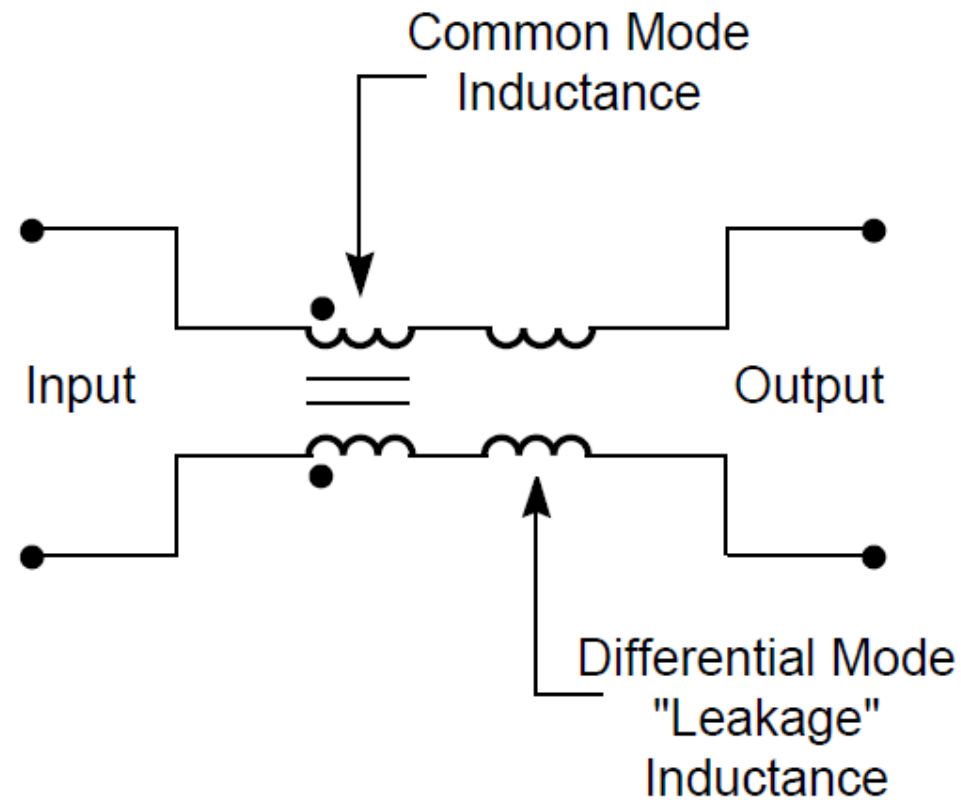 Common Mode
Inductance
Input
Output
Differential Mode
"Leakage"
Inductance